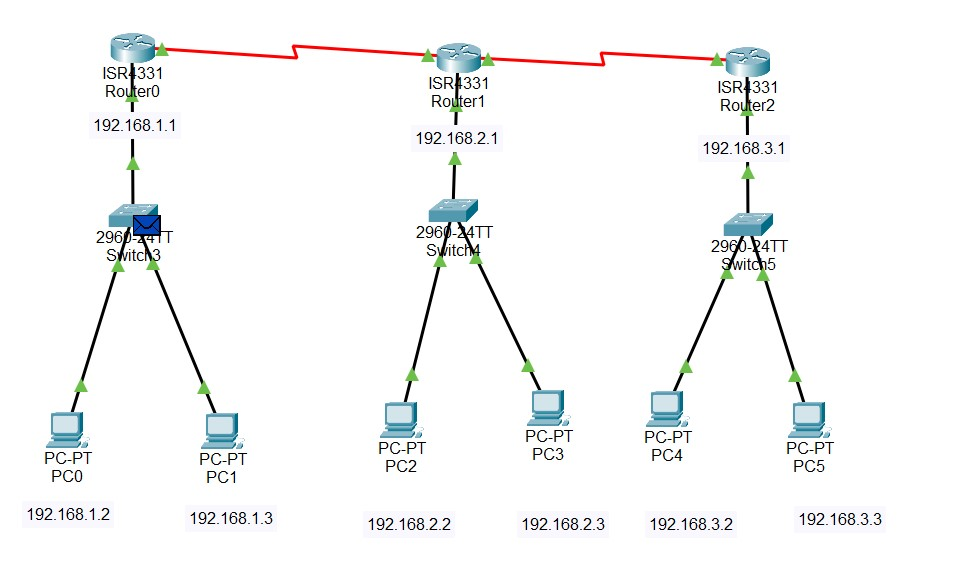 ISR4331
Router0
192.168.1.1
2960-24TT
Switch3
PC-PT
PC0
192.168.1.2
PC-PT
PC1
192.168.1.3
ISR4331
Router1
192.168.2.1
2960-24TT
Switch4
PC-PT
PC2
192.168.2.2
PC-PT
PC3
192.168.2.3
ISR4331
Router2
192.168.3.1
2960-24TT
Switch5
PC-PT
PC4
192.168.3.2
PC-PT
PC5
192.168.3.3